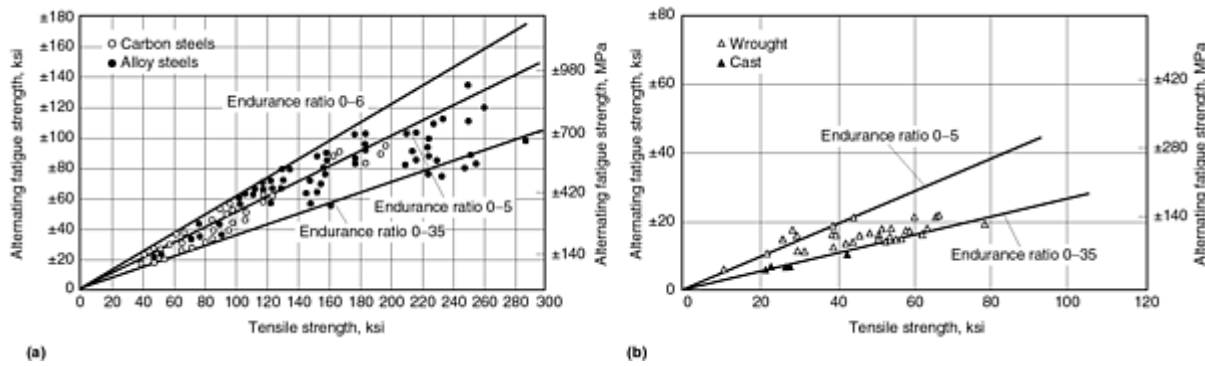 Alternating fatigue strength, ksi
±180
±160
±140
±120
±100
±80
±60
±40
±20
0
Carbon steels
Alloy steels
Endurance ratio 0–6
Endurance ratio 0–5
Endurance ratio 0–35
±980
±700
±420
±140
Alternating fatigue strength, MPa
0 20 40 60 80 100 120 140 160 180 200 220 240 260 280 300
Tensile strength, ksi
(a)
Alternating fatigue strength, ksi
±80
±60
±40
±20
0
Wrought
Cast
Endurance ratio 0–5
Endurance ratio 0–35
±420
±280
±140
Alternating fatigue strength, MPa
0 20 40 60 80 100 120
Tensile strength, ksi
(b)